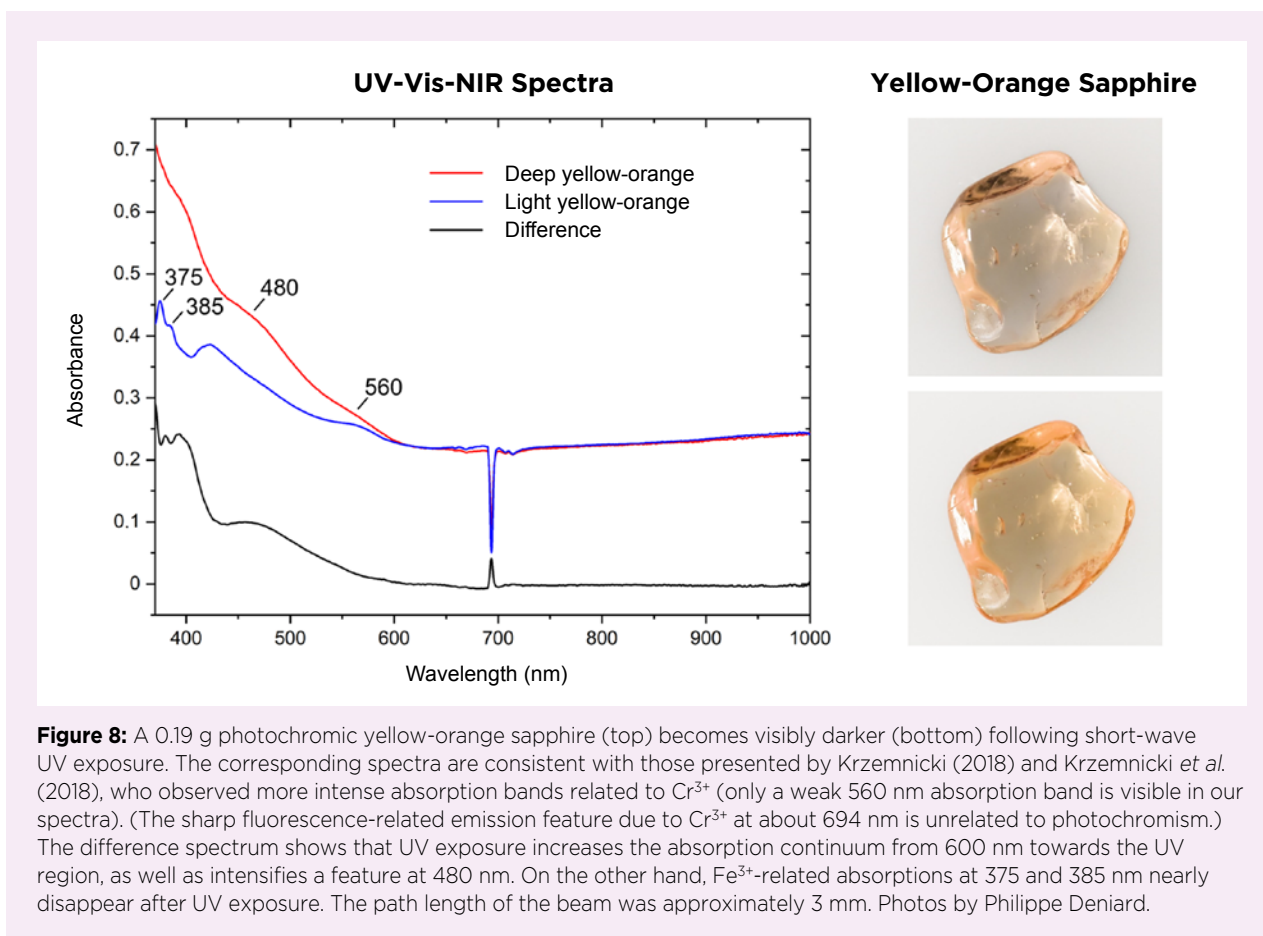 UV-Vis-NIR Spectra
Yellow-Orange Sapphire
0.7
0.6
0.5
0.4
0.3
0.2
0.1
0
Absorbance
Deep yellow-orange
Light yellow-orange
Difference
375
385
480
560
400
500
600
700
800
900
1000
Wavelength (nm)
Figure 8: A 0.19 g photochromic yellow-orange sapphire (top) becomes visibly darker (bottom) following short-wave
UV exposure. The corresponding spectra are consistent with those presented by Krzemnicki (2018) and Krzemnicki et al.
(2018), who observed more intense absorption bands related to Cr³⁺ (only a weak 560 nm absorption band is visible in our
spectra). (The sharp fluorescence-related emission feature due to Cr³⁺ at about 694 nm is unrelated to photochromism.)
The difference spectrum shows that UV exposure increases the absorption continuum from 600 nm towards the UV
region, as well as intensifies a feature at 480 nm. On the other hand, Fe³⁺-related absorptions at 375 and 385 nm nearly
disappear after UV exposure. The path length of the beam was approximately 3 mm. Photos by Philippe Deniard.